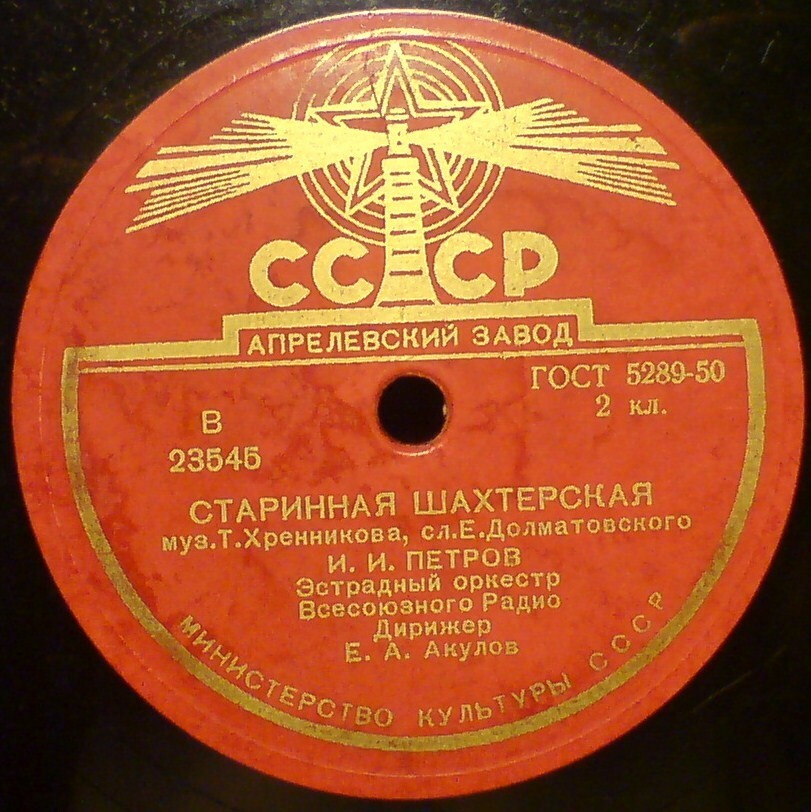 СССР
АПРЕЛЕВСКИЙ ЗАВОД
ГОСТ 5289-50
2 кл.
В
23545
СТАРИННАЯ ШАХТЕРСКАЯ
муз.Т.Хренникова, сл.Е.Долматовского
И. И. ПЕТРОВ
Эстрадный оркестр
Всесоюзного Радио
Дирижер
Е. А. Акулов
МИНИСТЕРСТВО КУЛЬТУРЫ СССР